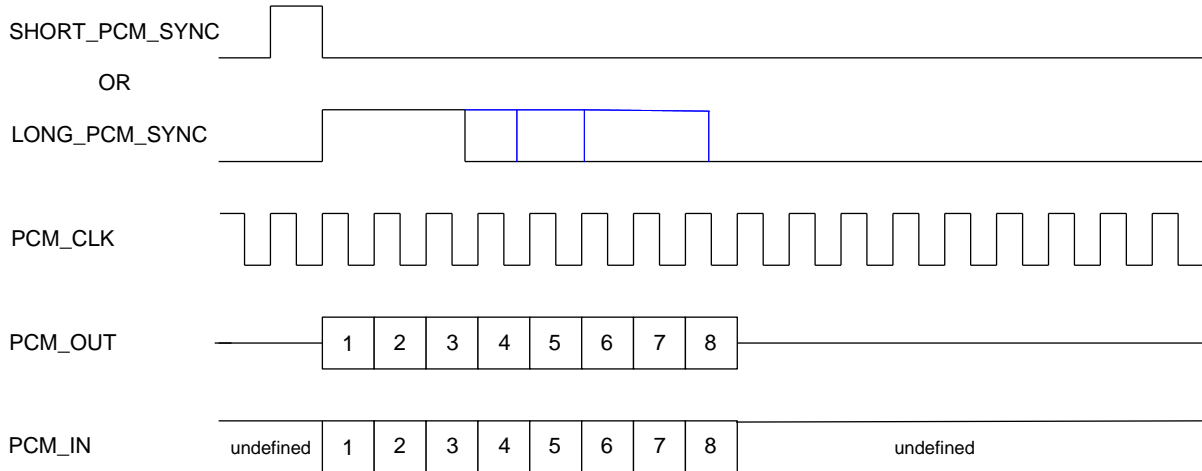 SHORT_PCM_SYNC
OR
LONG_PCM_SYNC
PCM_CLK
PCM_OUT 1 2 3 4 5 6 7 8
PCM_IN undefined 1 2 3 4 5 6 7 8 undefined